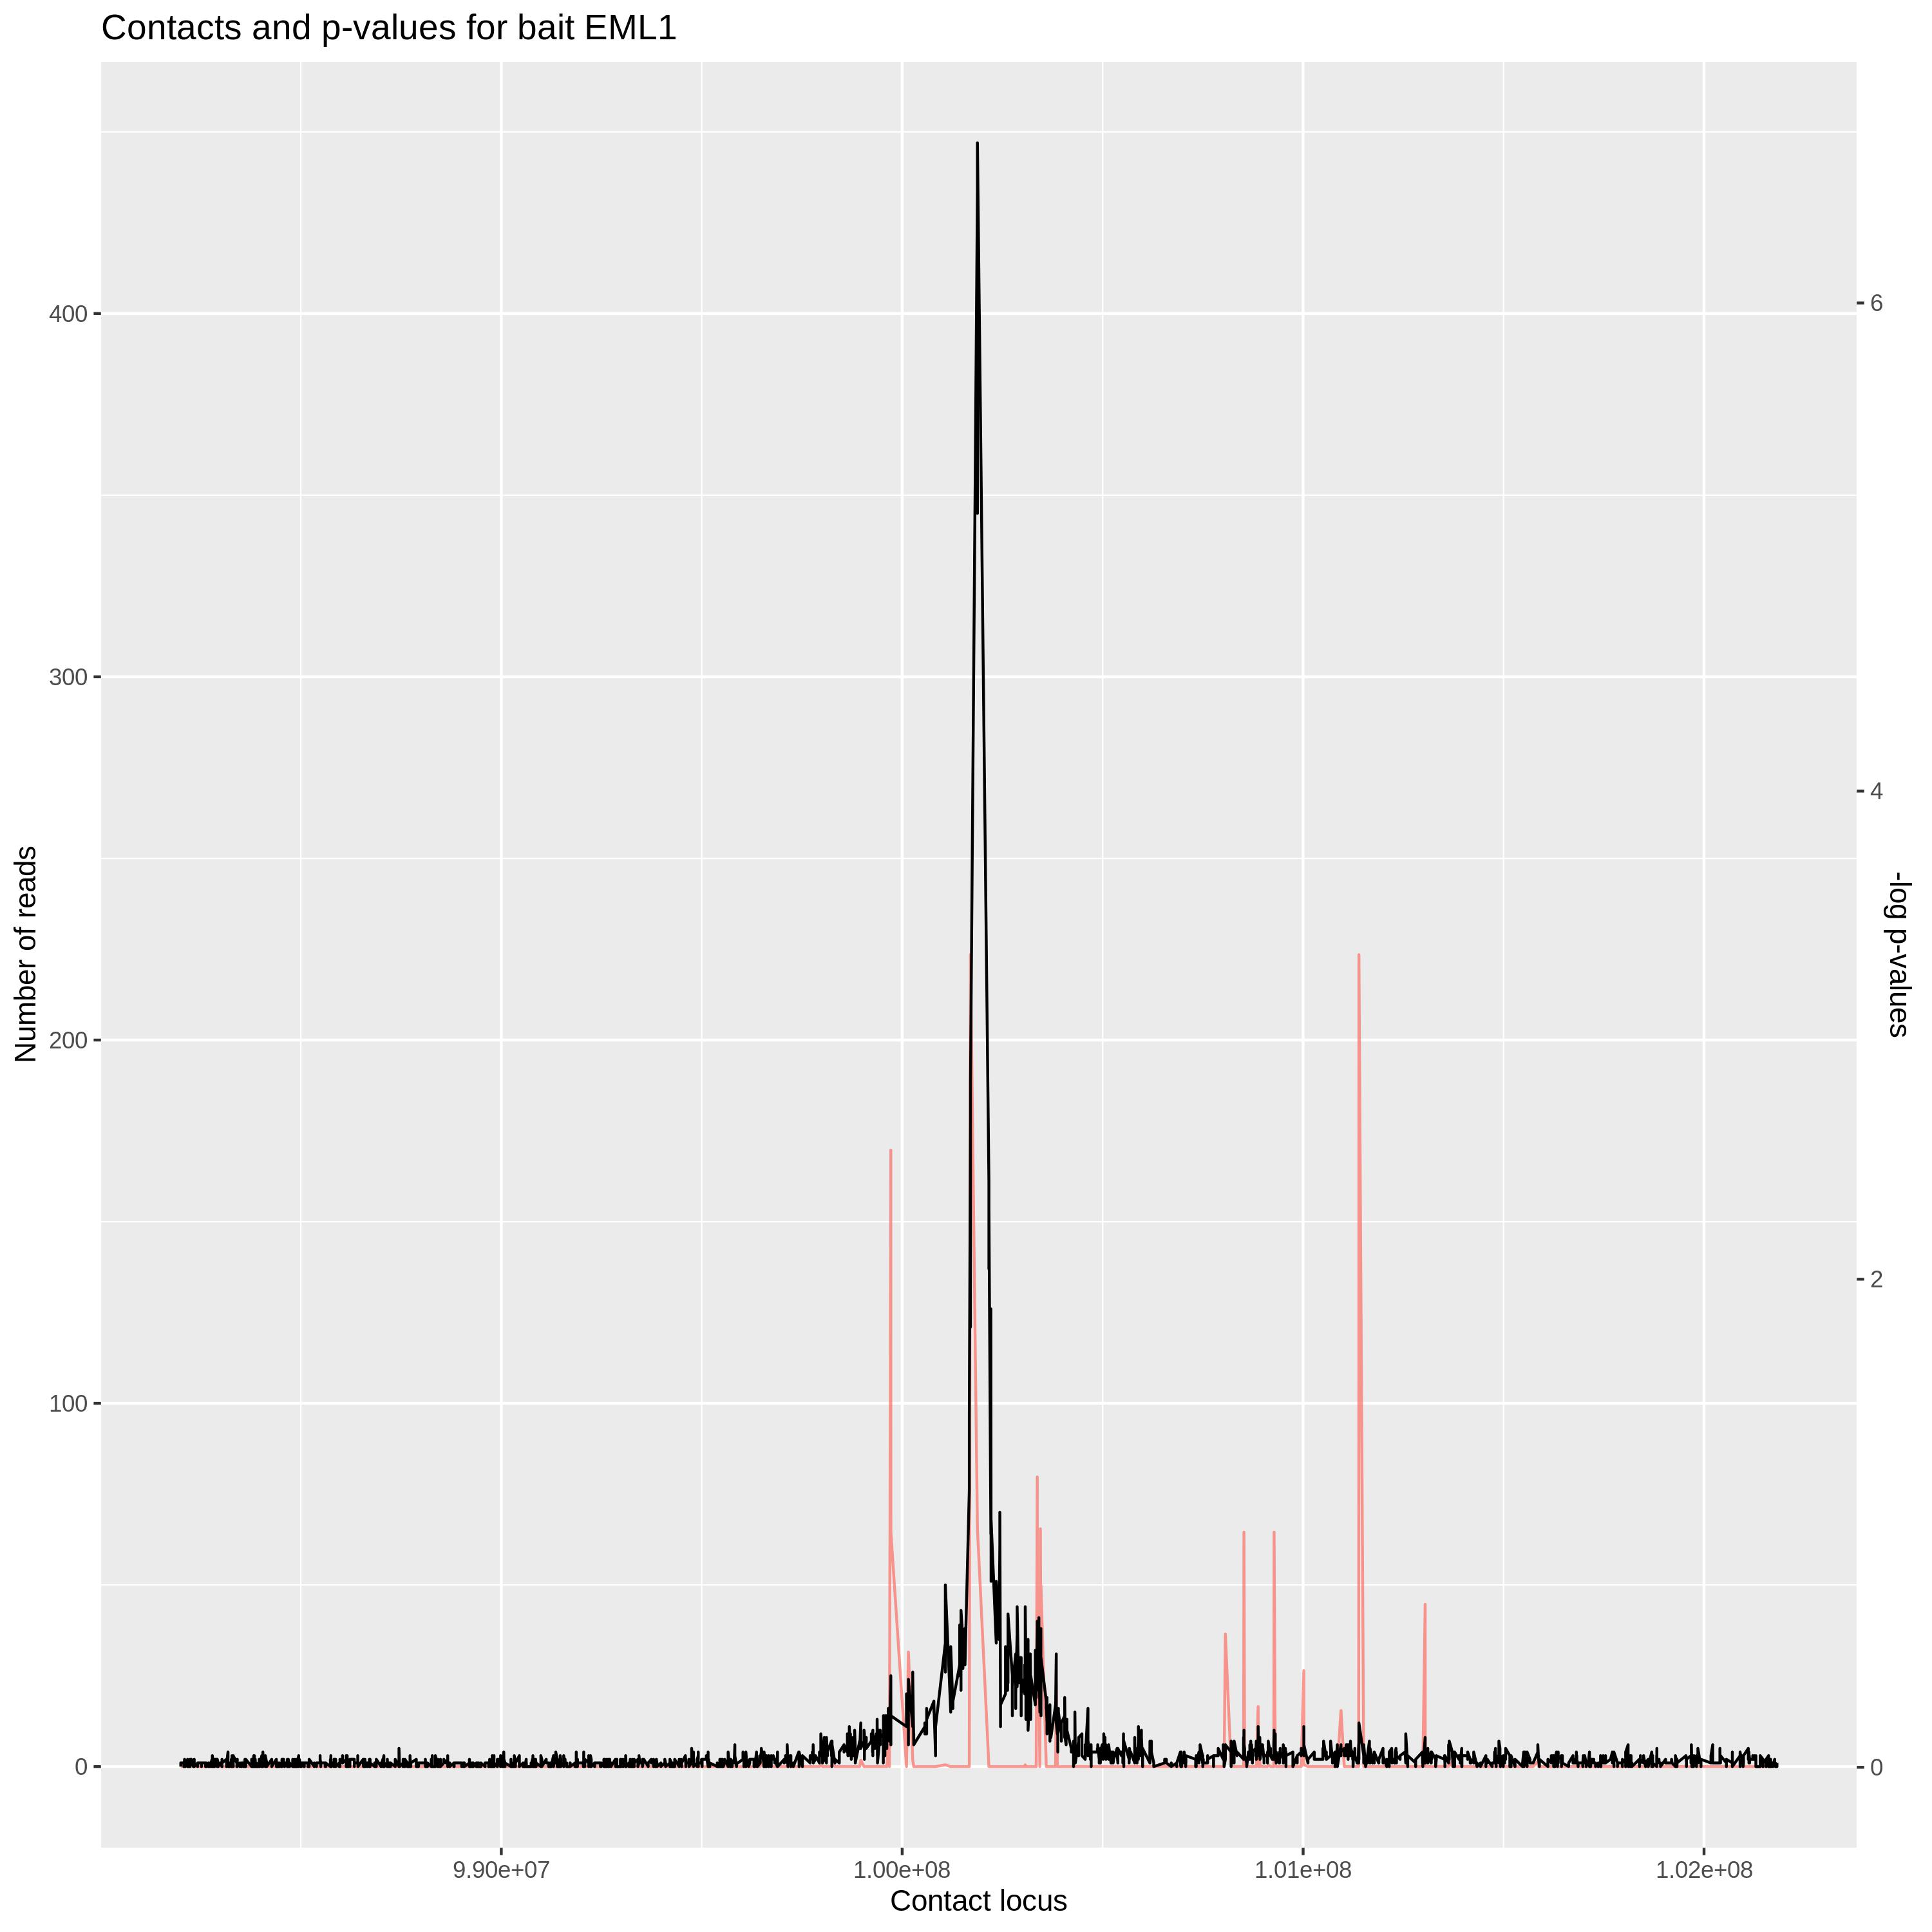 Contacts and p-values for bait EML1
Number of reads
400
300
200
100
0
6
4
2
0
-log p-values
9.90e+07
1.00e+08
1.01e+08
1.02e+08
Contact locus